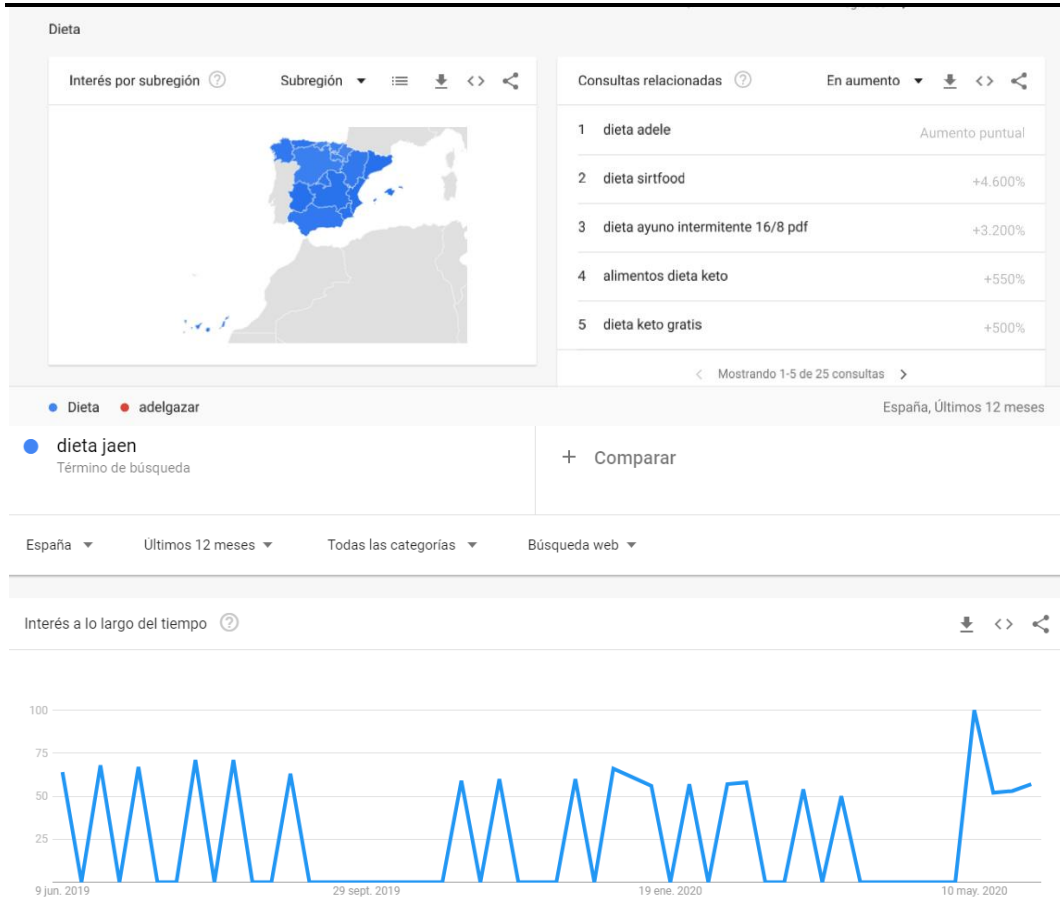 Dieta
Interés por subregión
Subregión
Consultas relacionadas
En aumento
1 dieta adele Aumento puntual
2 dieta sirtfood +4.600%
3 dieta ayuno intermitente 16/8 pdf +3.200%
4 alimentos dieta keto +550%
5 dieta keto gratis +500%
Mostrando 1-5 de 25 consultas
Dieta adelgazar España, Últimos 12 meses
dieta jaen
Término de búsqueda
+ Comparar
España Últimos 12 meses Todas las categorías Búsqueda web
Interés a lo largo del tiempo
100
75
50
25
9 jun. 2019 29 sept. 2019 19 ene. 2020 10 may. 2020